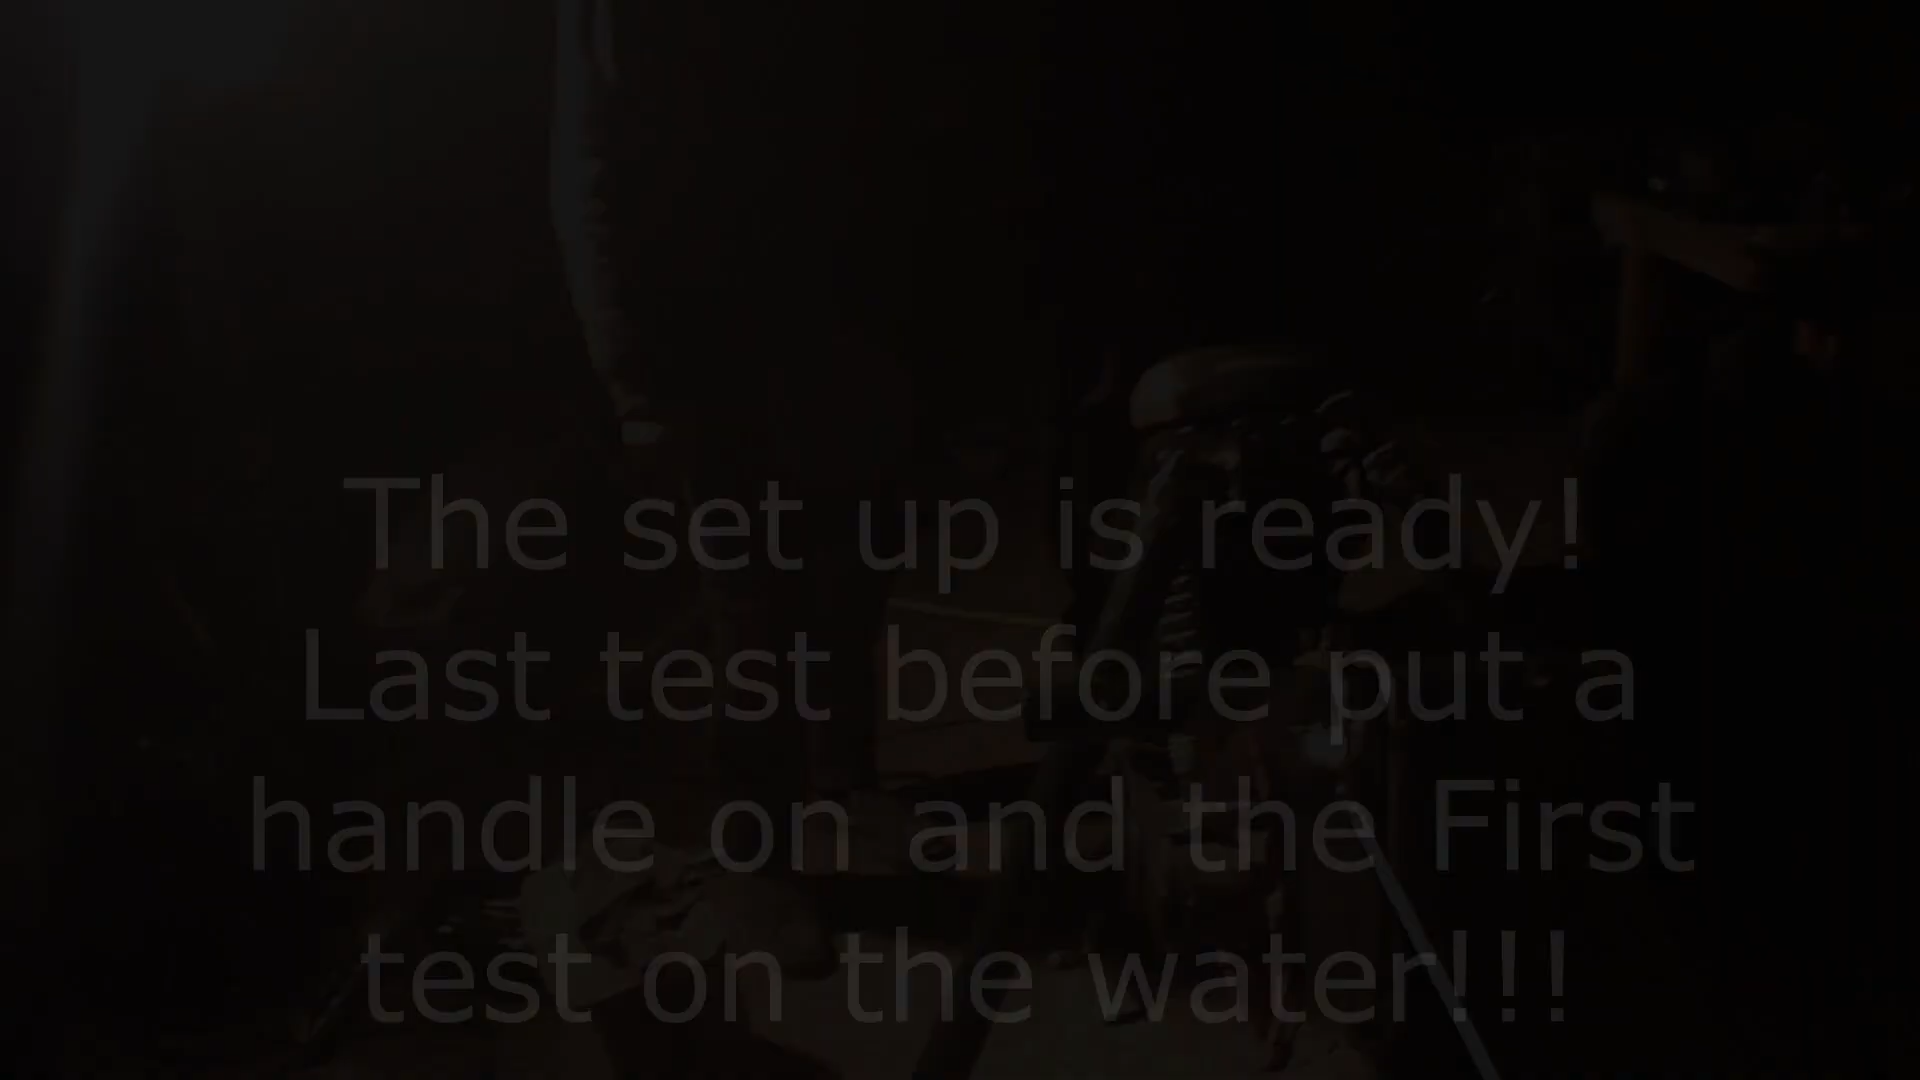 The set up is ready!
Last test before put a
handle on and the First
test on the water!!!